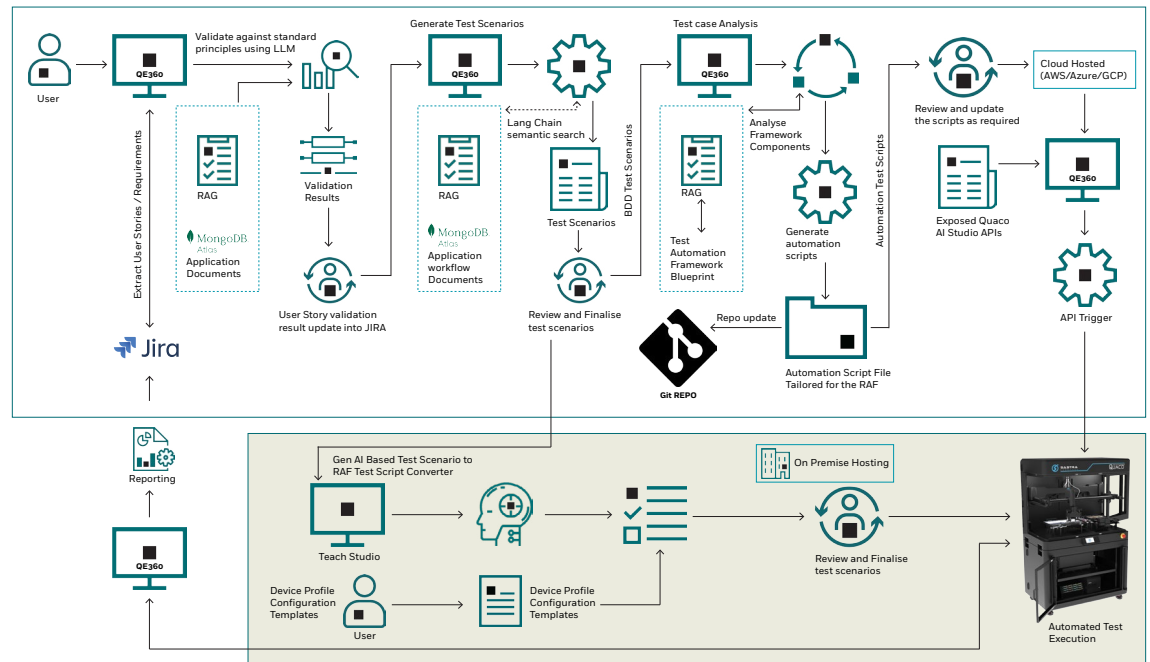 User
QE360
Validate against standard
principles using LLM
Extract User Stories / Requirements
RAG
MongoDB
Atlas
Application
Documents
Validation
Results
User Story validation
result update into JIRA
Jira
Generate Test Scenarios
QE360
Lang Chain
semantic search
RAG
MongoDB
Atlas
Application
workflow
Documents
Test Scenarios
Review and Finalise
test scenarios
BDD Test Scenarios
Test case Analysis
QE360
Analyse
Framework
Components
RAG
Test
Automation
Framework
Blueprint
Generate
automation
scripts
Repo update
Git REPO
Automation Script File
Tailored for the RAF
Automation Test Scripts
Review and update
the scripts as required
Cloud Hosted
(AWS/Azure/GCP)
Exposed Quaco
AI Studio APIs
QE360
API Trigger
Reporting
QE360
Gen AI Based Test Scenario to
RAF Test Script Converter
Teach Studio
Device Profile
Configuration
Templates
User
Device Profile
Configuration
Templates
On Premise Hosting
Review and Finalise
test scenarios
QUACO
Automated Test
Execution